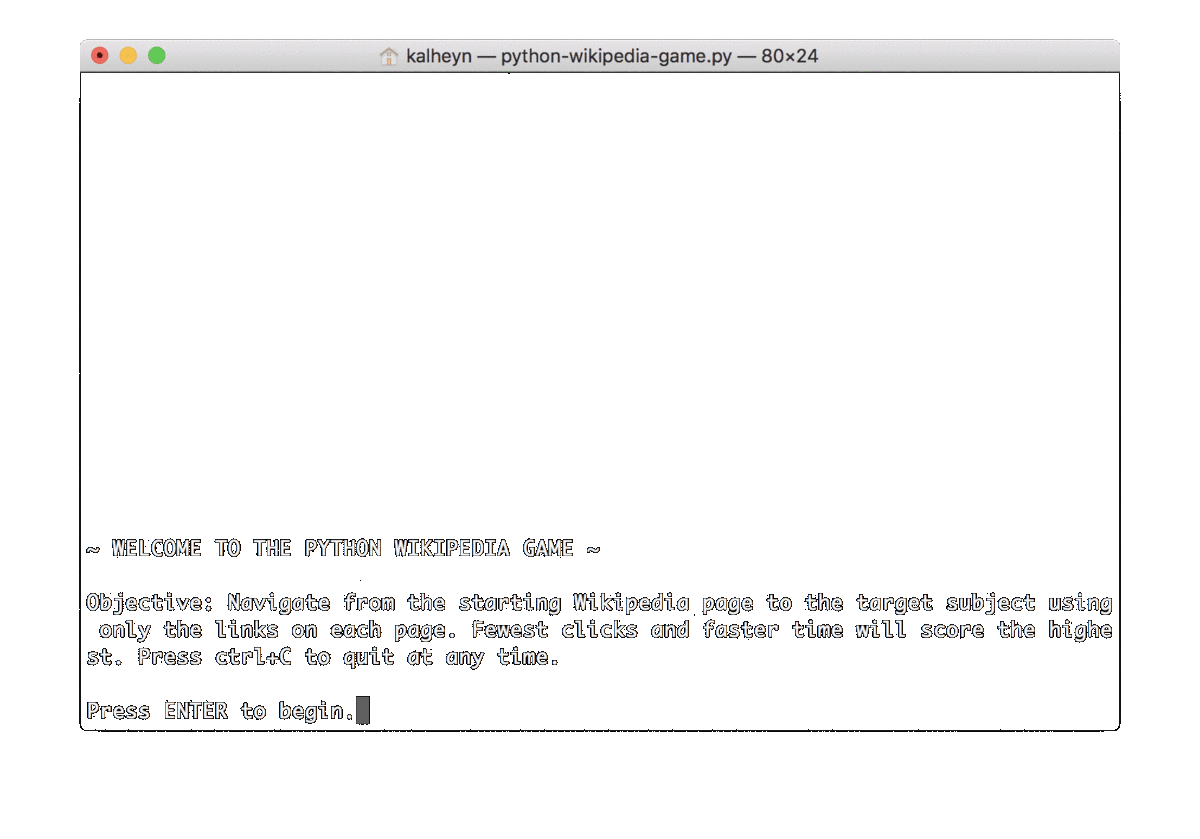 kalheyn — python-wikipedia-game.py — 80×24
~ WELCOME TO THE PYTHON WIKIPEDIA GAME ~
Objective: Navigate from the starting Wikipedia page to the target subject using
only the links on each page. Fewest clicks and faster time will score the highe
st. Press ctrl+C to quit at any time.
Press ENTER to begin.